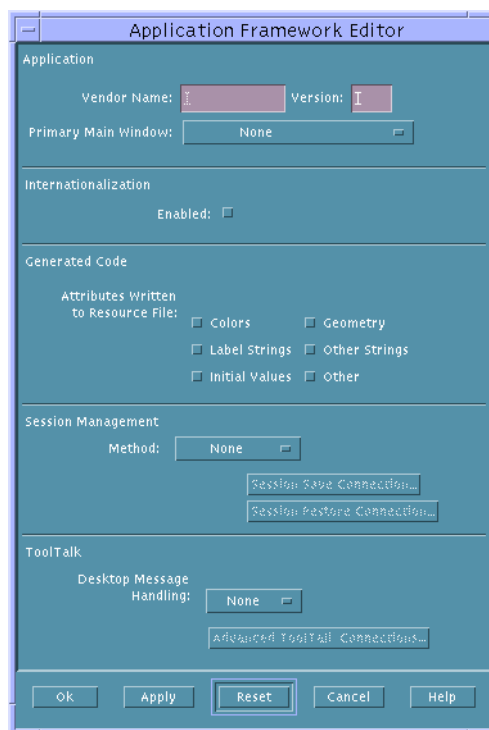 Application Framework Editor
Application
Vendor Name: Version:
Primary Main Window: None
Internationalization
Enabled:
Generated Code
Attributes Written
to Resource File:
Colors Geometry
Label Strings Other Strings
Initial Values Other
Session Management
Method: None
Session Save Connection...
Session Restore Connection...
ToolTalk
Desktop Message
Handling: None
Advanced ToolTalk Connections...
Ok Apply Reset Cancel Help